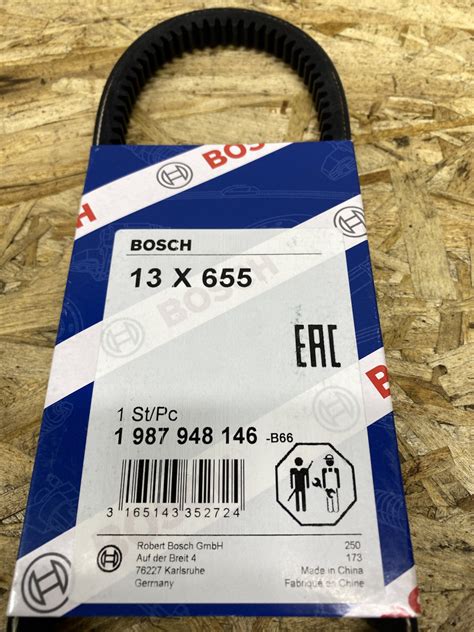 BOSCH
BOSCH
13 X 655
BOSCH
EAC
1 St/Pc
1 987 948 146 -B66
3 165143 352724
Robert Bosch GmbH
Auf der Breit 4
76227 Karlsruhe
Germany
250
173
Made in China
Fabriqué en Chine